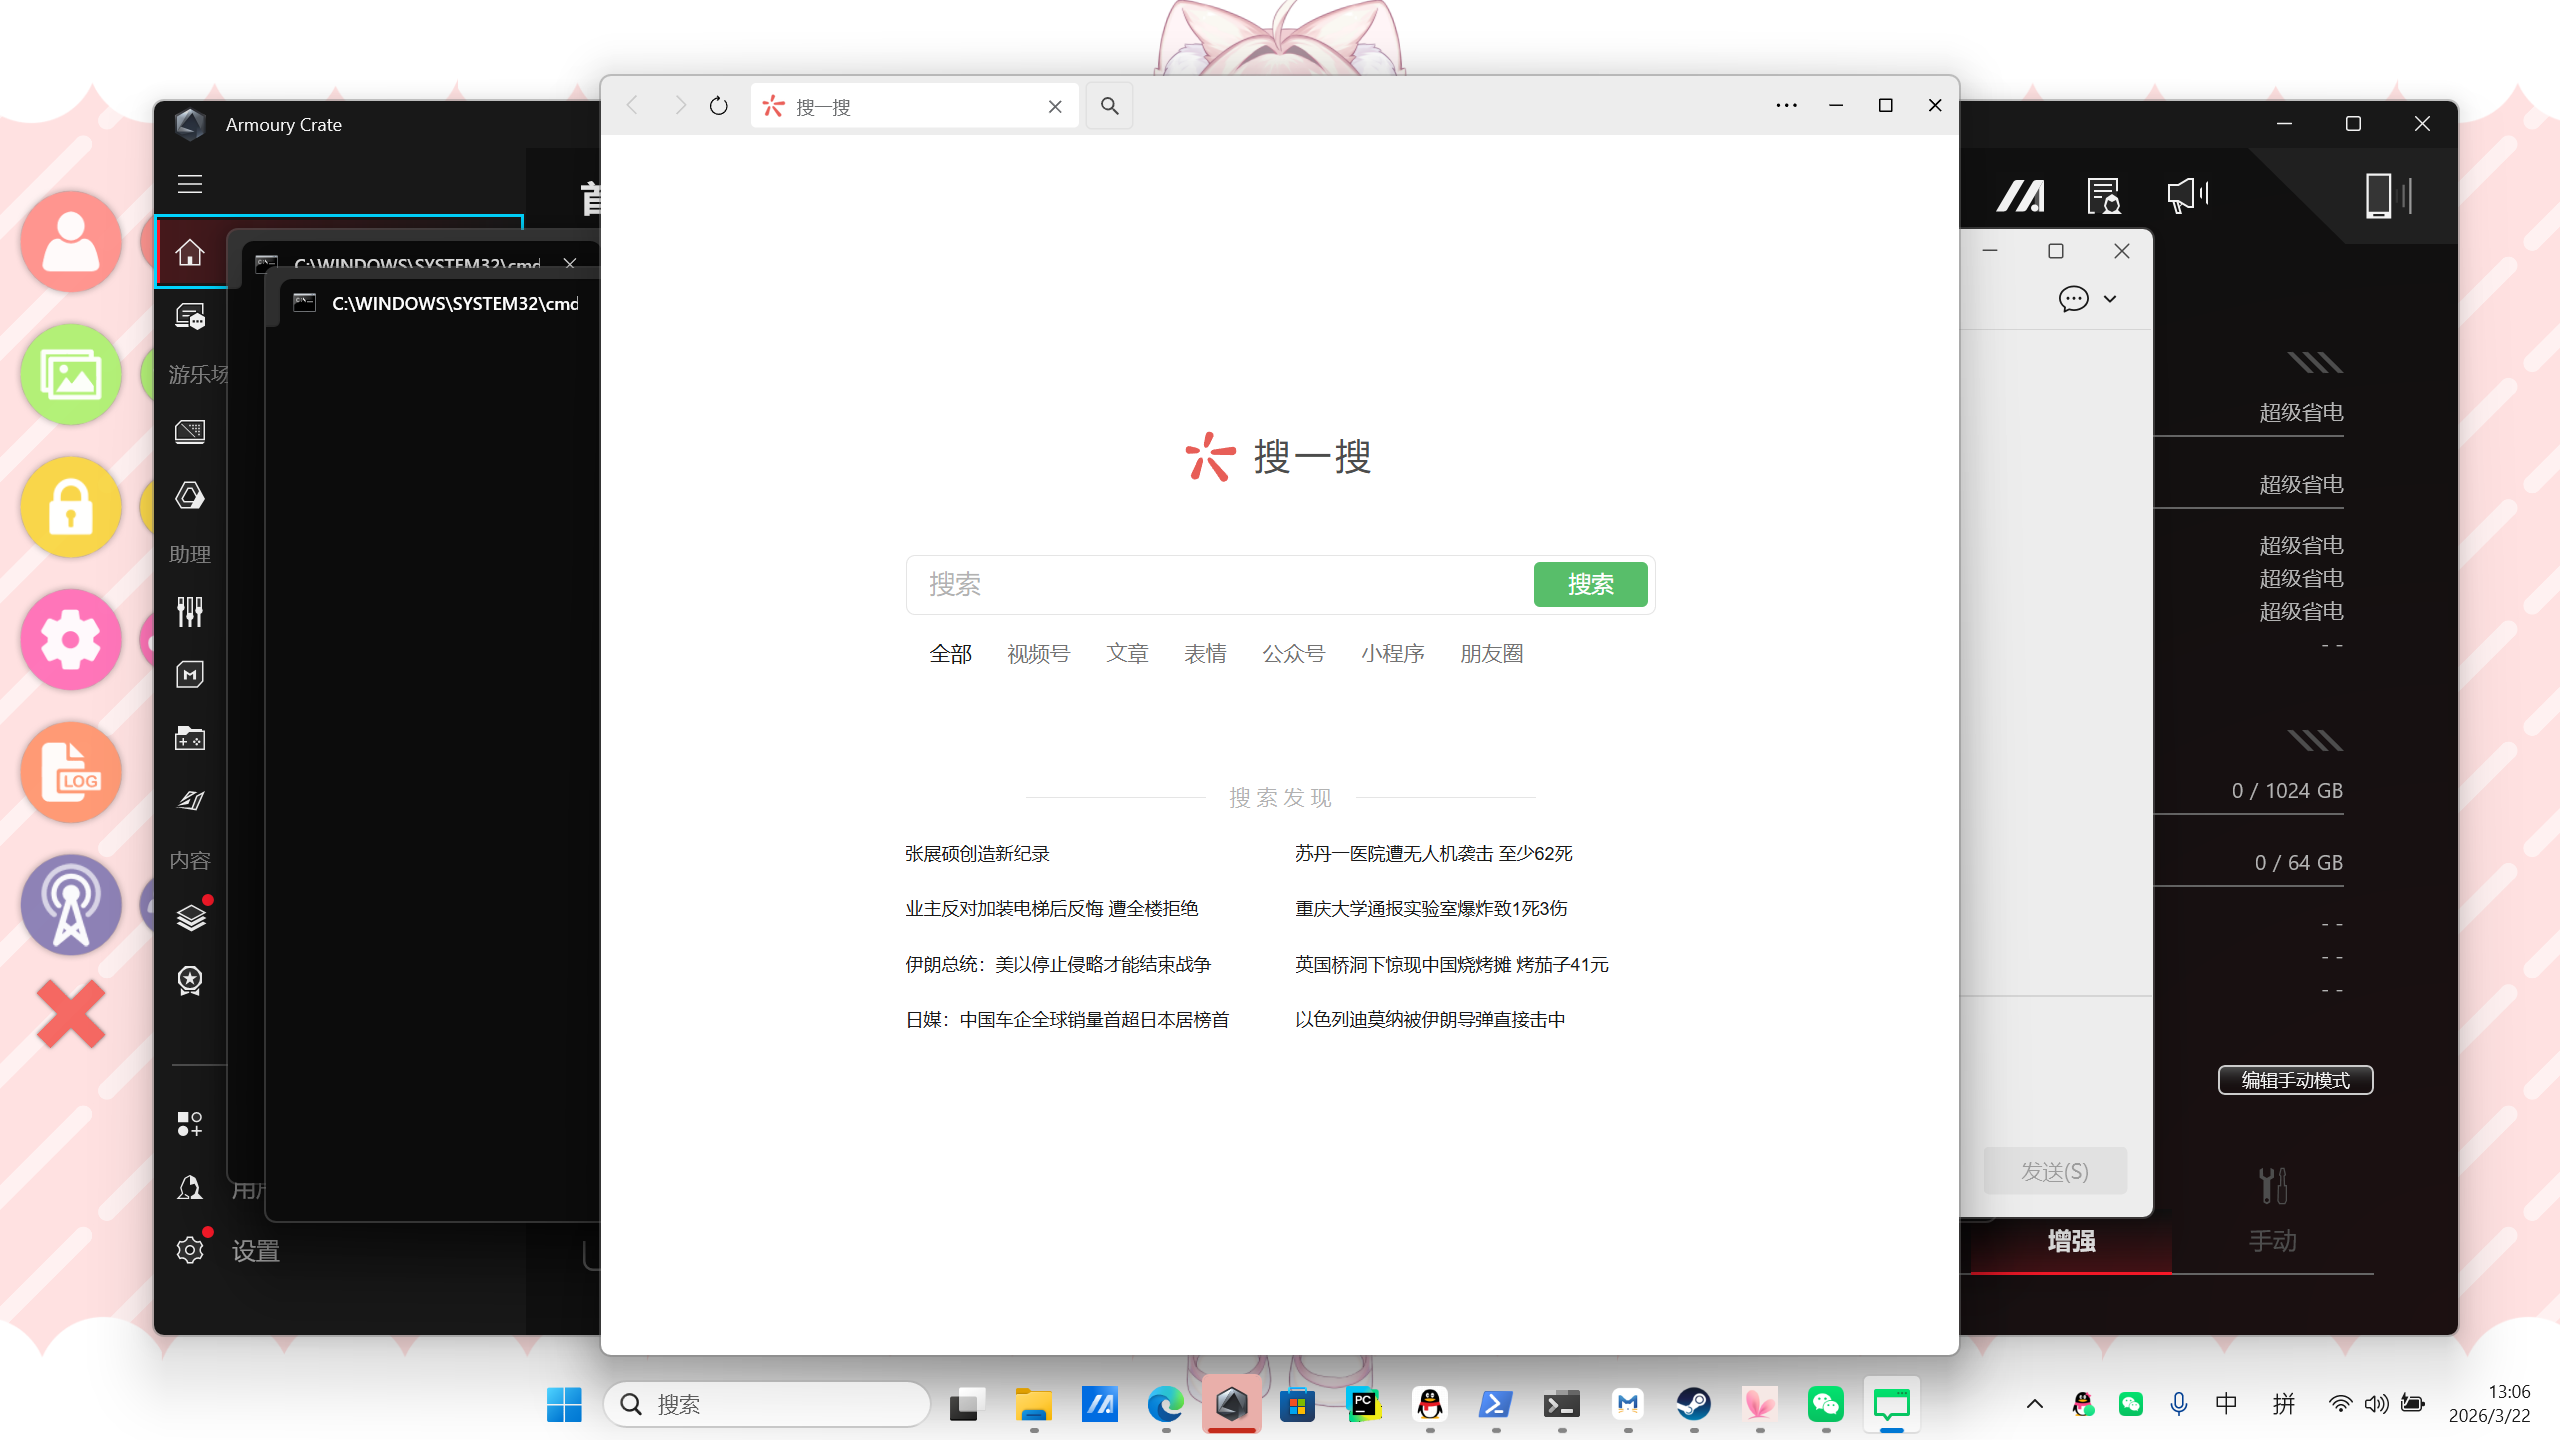 搜一搜
Armoury Crate
首
C:\WINDOWS\SYSTEM32\cmd
C:\WINDOWS\SYSTEM32\cmd
游乐场
助理
内容
用户
设置
搜一搜
搜索
搜索
全部 视频号 文章 表情 公众号 小程序 朋友圈
搜索发现
张展硕创造新纪录
苏丹一医院遭无人机袭击 至少62死
业主反对加装电梯后反悔 遭全楼拒绝
重庆大学通报实验室爆炸致1死3伤
伊朗总统：美以停止侵略才能结束战争
英国桥洞下惊现中国烧烤摊 烤茄子41元
日媒：中国车企全球销量首超日本居榜首
以色列迪莫纳被伊朗导弹直接击中
超级省电
超级省电
超级省电
超级省电
超级省电
- -
0 / 1024 GB
0 / 64 GB
- -
- -
- -
编辑手动模式
发送(S)
增强
手动
LOG
搜索
PC
中
拼
13:06
2026/3/22